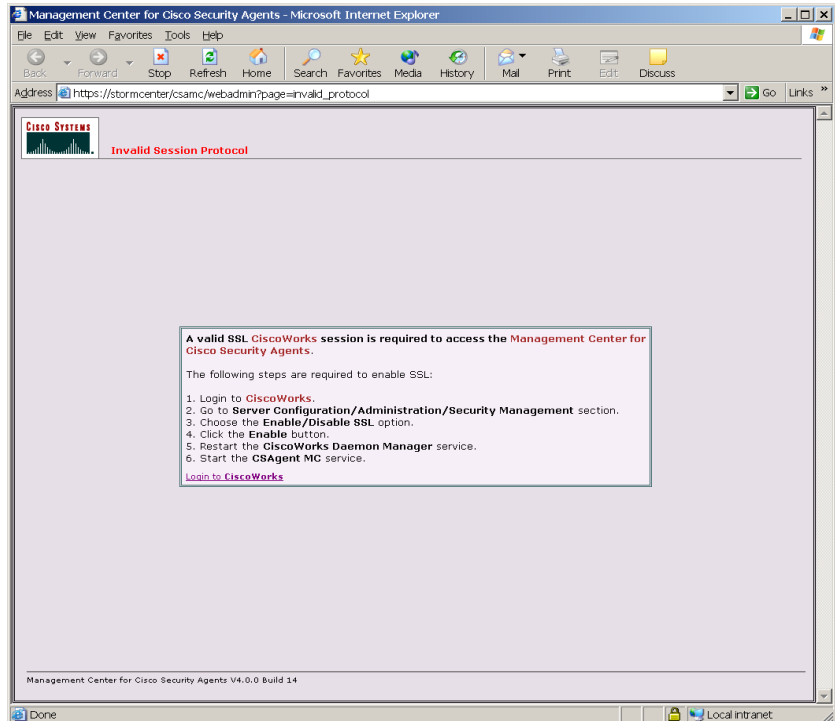 Management Center for Cisco Security Agents - Microsoft Internet Explorer
File Edit View Favorites Tools Help
Back Forward Stop Refresh Home Search Favorites Media History Mail Print Edit Discuss
Address https://stormcenter/csamc/webadmin?page=invalid_protocol Go Links »
CISCO SYSTEMS
Invalid Session Protocol
A valid SSL CiscoWorks session is required to access the Management Center for
Cisco Security Agents.
The following steps are required to enable SSL:
1. Login to CiscoWorks.
2. Go to Server Configuration/Administration/Security Management section.
3. Choose the Enable/Disable SSL option.
4. Click the Enable button.
5. Restart the CiscoWorks Daemon Manager service.
6. Start the CSAgent MC service.
Login to CiscoWorks
Management Center for Cisco Security Agents V4.0.0 Build 14
Done Local intranet